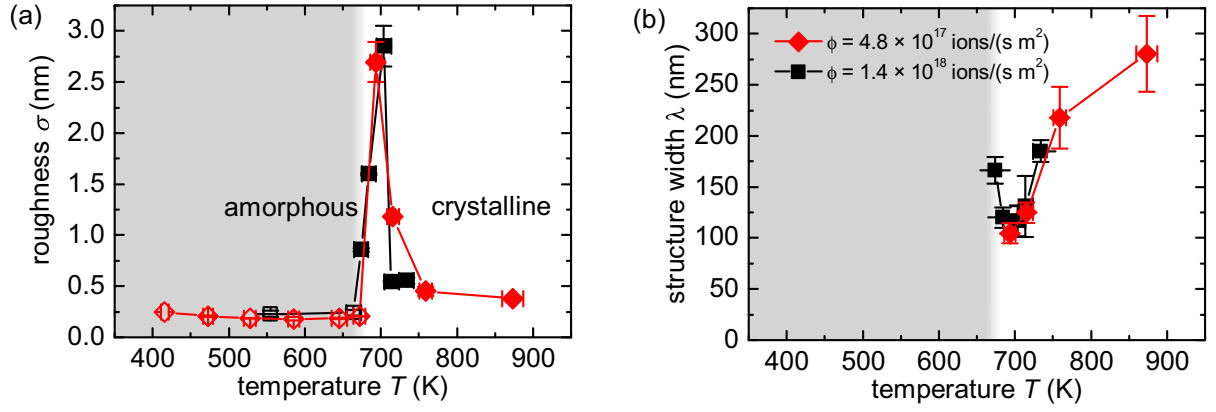 (a)
3.0
2.5
2.0
1.5
1.0
0.5
0.0
roughness σ (nm)
amorphous
crystalline
400 500 600 700 800 900
temperature T (K)
(b)
ϕ = 4.8 × 10^17 ions/(s m^2)
ϕ = 1.4 × 10^18 ions/(s m^2)
300
250
200
150
100
50
0
structure width λ (nm)
400 500 600 700 800 900
temperature T (K)